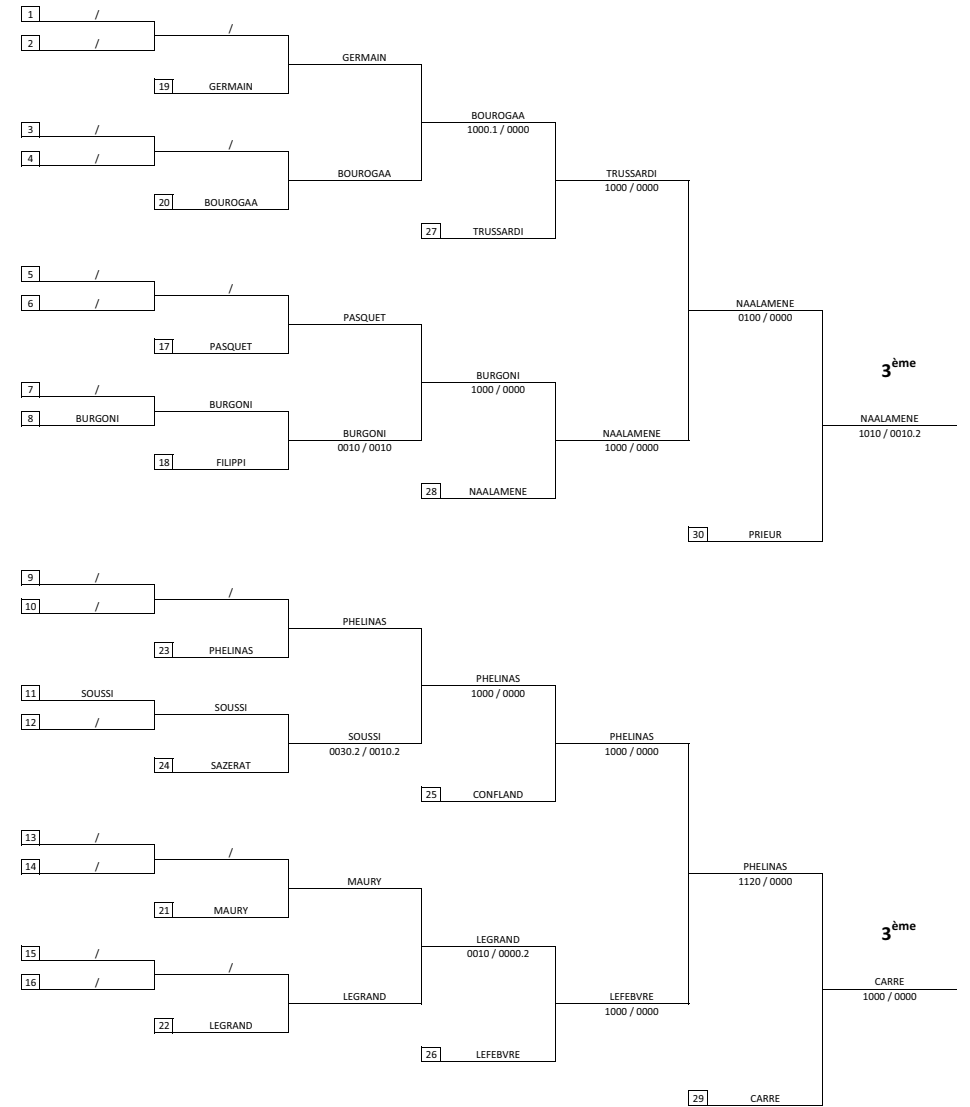 1 /
/
2 /
GERMAIN
19 GERMAIN
BOUROGAA
1000.1 / 0000
3 /
/
4 /
BOUROGAA
TRUSSARDI
1000 / 0000
20 BOUROGAA
27 TRUSSARDI
5 /
/
6 /
NAALAMENE
0100 / 0000
PASQUET
17 PASQUET
3ème
BURGONI
1000 / 0000
7 /
BURGONI
8 BURGONI
NAALAMENE
1010 / 0010.2
BURGONI
0010 / 0010
NAALAMENE
1000 / 0000
18 FILIPPI
28 NAALAMENE
30 PRIEUR
9 /
/
10 /
PHELINAS
23 PHELINAS
PHELINAS
1000 / 0000
11 SOUSSI
SOUSSI
12 /
SOUSSI
0030.2 / 0010.2
PHELINAS
1000 / 0000
24 SAZERAT
25 CONFLAND
13 /
/
14 /
PHELINAS
1120 / 0000
MAURY
21 MAURY
3ème
LEGRAND
0010 / 0000.2
15 /
/
16 /
CARRE
1000 / 0000
LEGRAND
LEFEBVRE
1000 / 0000
22 LEGRAND
26 LEFEBVRE
29 CARRE